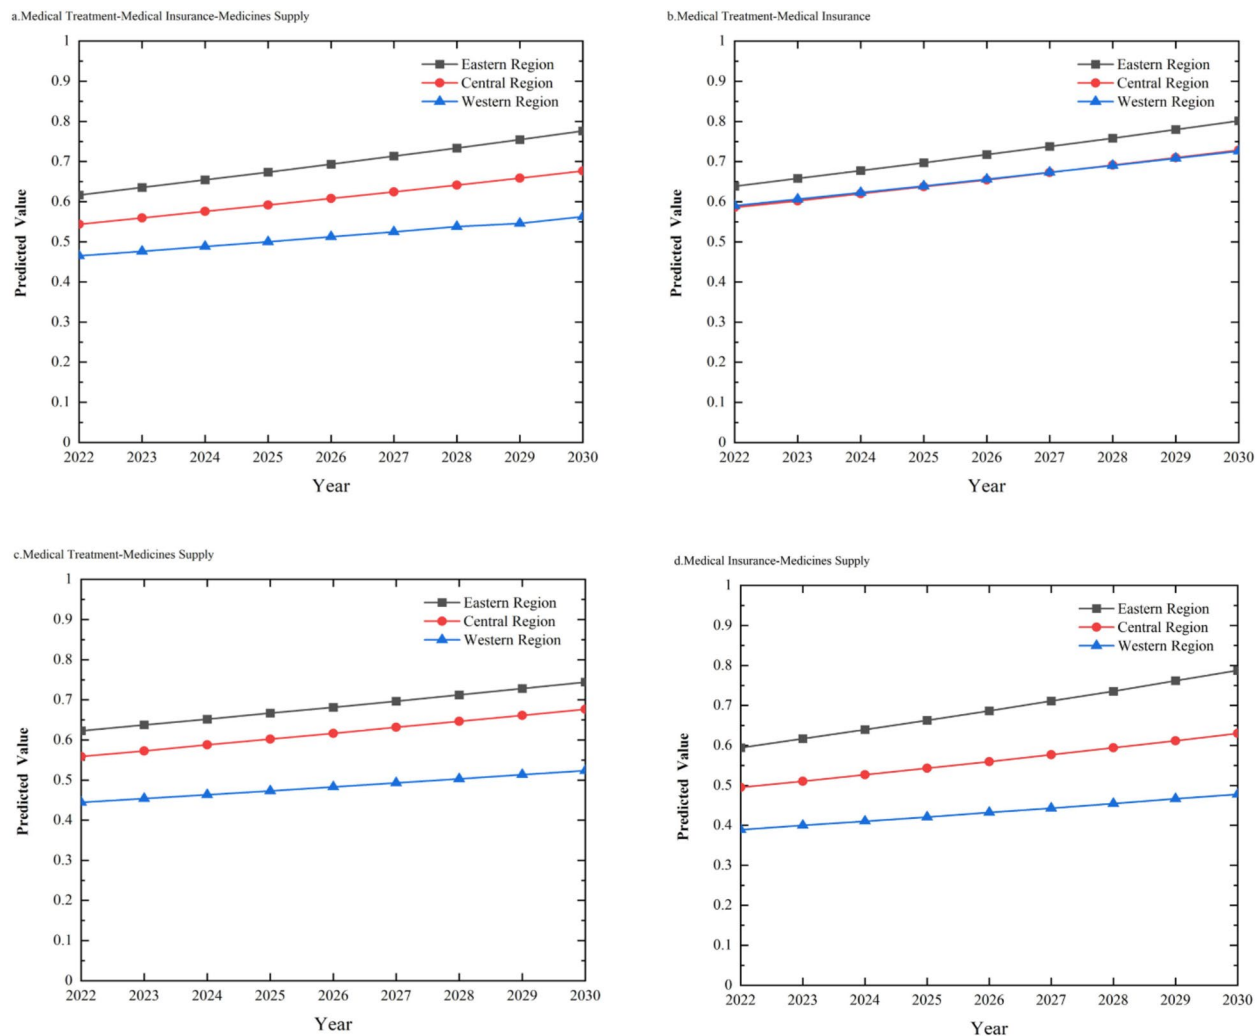 a.Medical Treatment-Medical Insurance-Medicines Supply
1
0.9
0.8
0.7
0.6
0.5
0.4
0.3
0.2
0.1
0
Predicted Value
Eastern Region
Central Region
Western Region
2022 2023 2024 2025 2026 2027 2028 2029 2030
Year
b.Medical Treatment-Medical Insurance
1
0.9
0.8
0.7
0.6
0.5
0.4
0.3
0.2
0.1
0
Predicted Value
Eastern Region
Central Region
Western Region
2022 2023 2024 2025 2026 2027 2028 2029 2030
Year
c.Medical Treatment-Medicines Supply
1
0.9
0.8
0.7
0.6
0.5
0.4
0.3
0.2
0.1
0
Predicted Value
Eastern Region
Central Region
Western Region
2022 2023 2024 2025 2026 2027 2028 2029 2030
Year
d.Medical Insurance-Medicines Supply
1
0.9
0.8
0.7
0.6
0.5
0.4
0.3
0.2
0.1
0
Predicted Value
Eastern Region
Central Region
Western Region
2022 2023 2024 2025 2026 2027 2028 2029 2030
Year